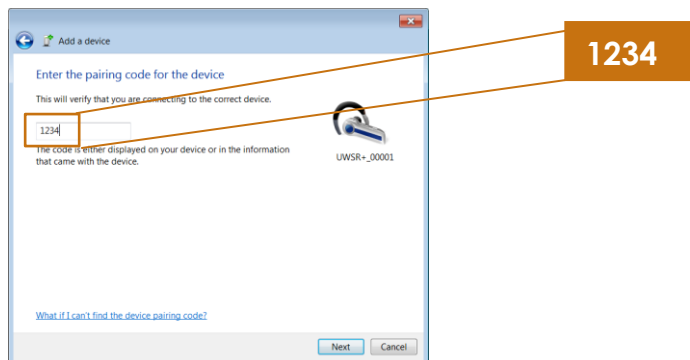 Add a device
Enter the pairing code for the device
This will verify that you are connecting to the correct device.
1234
The code is either displayed on your device or in the information
that came with the device.
UWSR+_00001
What if I can't find the device pairing code?
Next
Cancel
1234